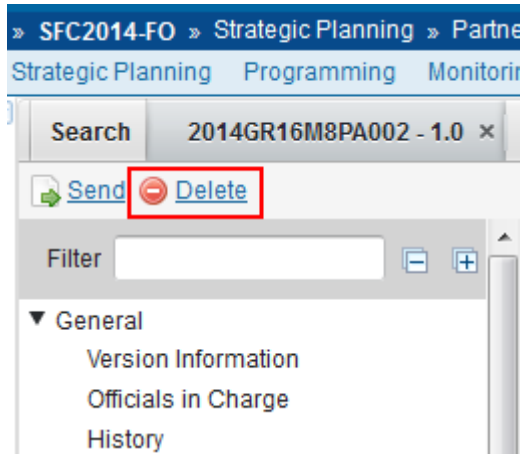 » SFC2014-FO » Strategic Planning » Partne
Strategic Planning Programming Monitorin
Search 2014GR16M8PA002 - 1.0 ×
Send Delete
Filter
▼ General
Version Information
Officials in Charge
History